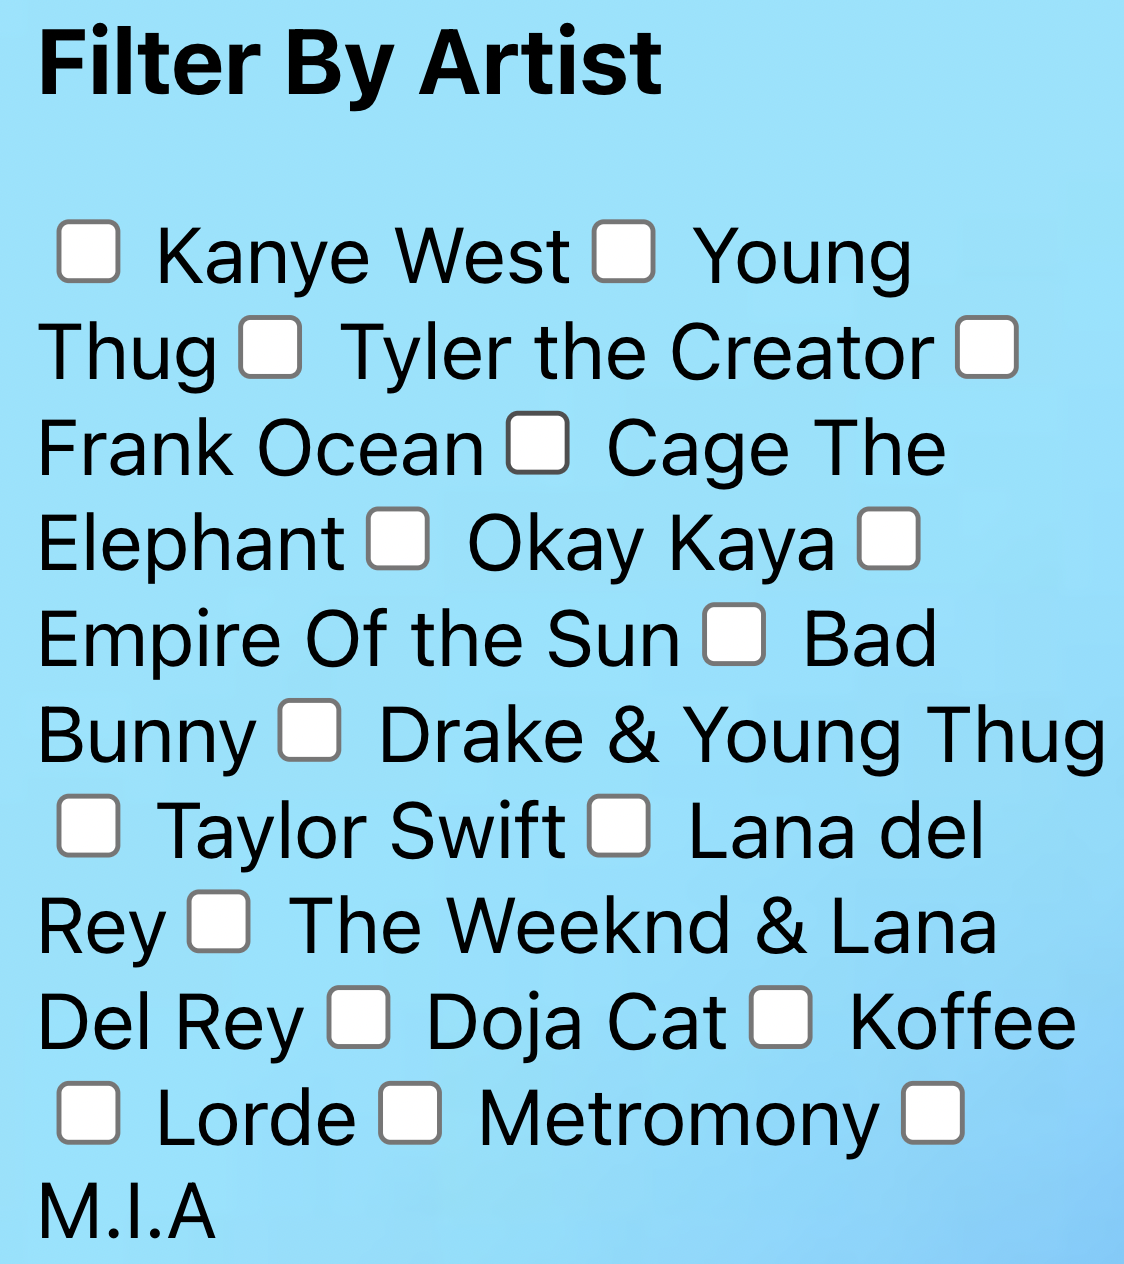 Filter By Artist
Kanye West Young
Thug Tyler the Creator
Frank Ocean Cage The
Elephant Okay Kaya
Empire Of the Sun Bad
Bunny Drake & Young Thug
Taylor Swift Lana del
Rey The Weeknd & Lana
Del Rey Doja Cat Koffee
Lorde Metromony
M.I.A